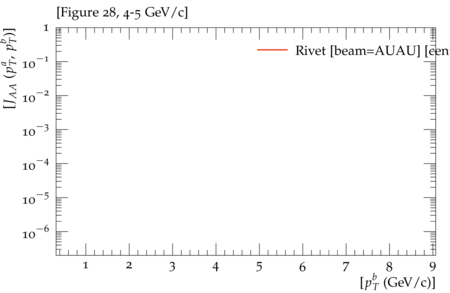 [Figure 28, 4-5 GeV/c]
[J_{AA} (p_T^a, p_T^b)]
1
Rivet [beam=AUAU] [cen
10^{-1}
10^{-2}
10^{-3}
10^{-4}
10^{-5}
10^{-6}
1 2 3 4 5 6 7 8 9
[p_T^b (GeV/c)]